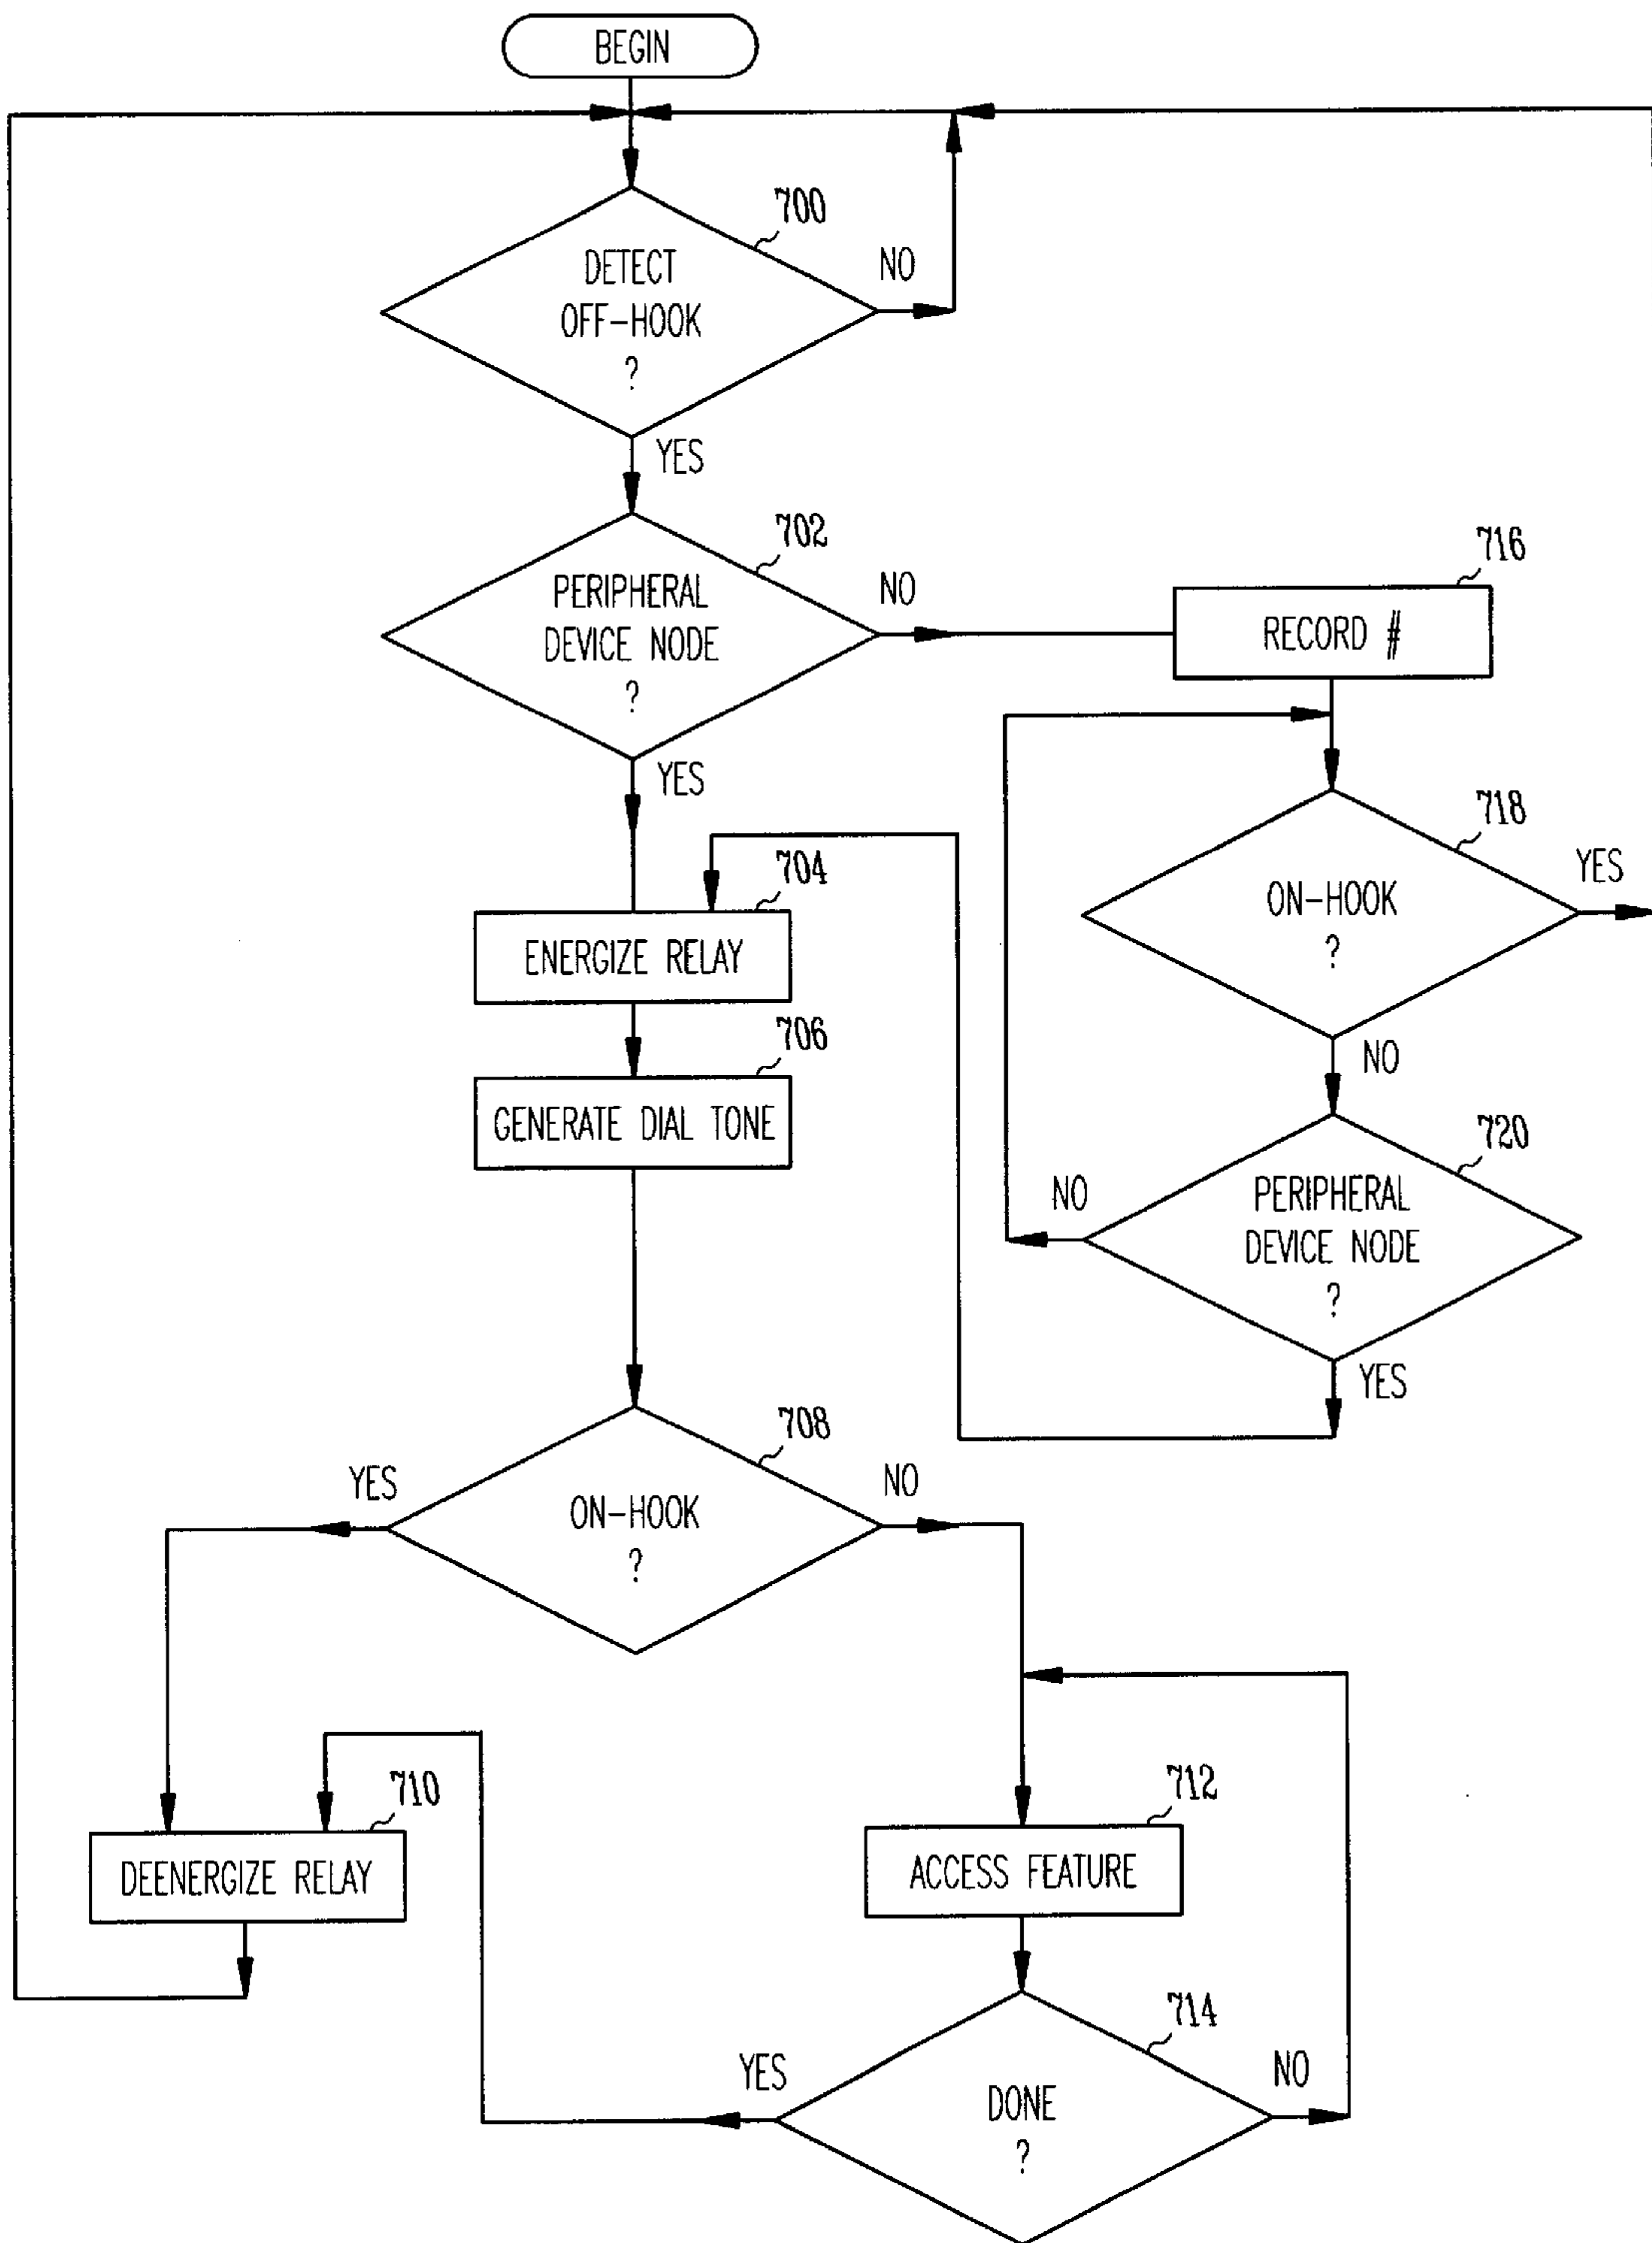 BEGIN
700
DETECT
OFF-HOOK
?
NO
YES
702
PERIPHERAL
DEVICE NODE
?
NO
YES
716
RECORD #
718
ON-HOOK
?
YES
NO
704
ENERGIZE RELAY
706
GENERATE DIAL TONE
720
PERIPHERAL
DEVICE NODE
?
NO
YES
708
ON-HOOK
?
YES
NO
710
DEENERGIZE RELAY
712
ACCESS FEATURE
714
DONE
?
YES
NO